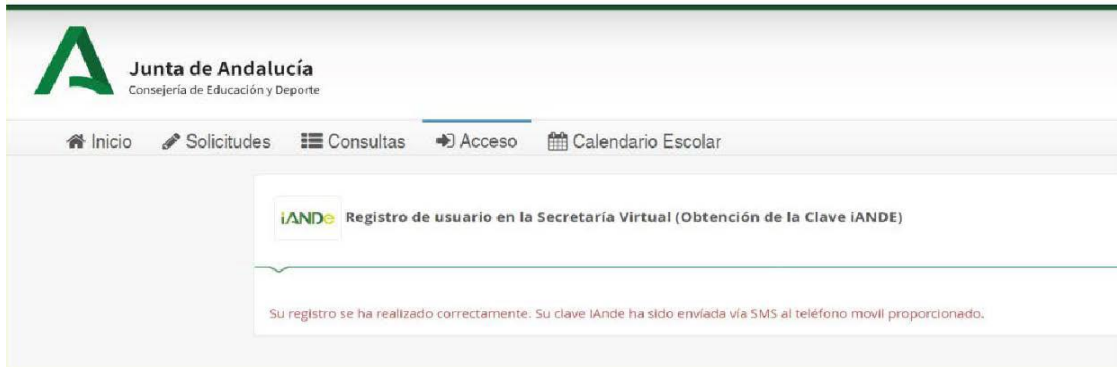 Junta de Andalucía
Consejería de Educación y Deporte
Inicio Solicitudes Consultas Acceso Calendario Escolar
iANDe Registro de usuario en la Secretaría Virtual (Obtención de la Clave iANDE)
Su registro se ha realizado correctamente. Su clave IAnde ha sido envíada vía SMS al teléfono movil proporcionado.